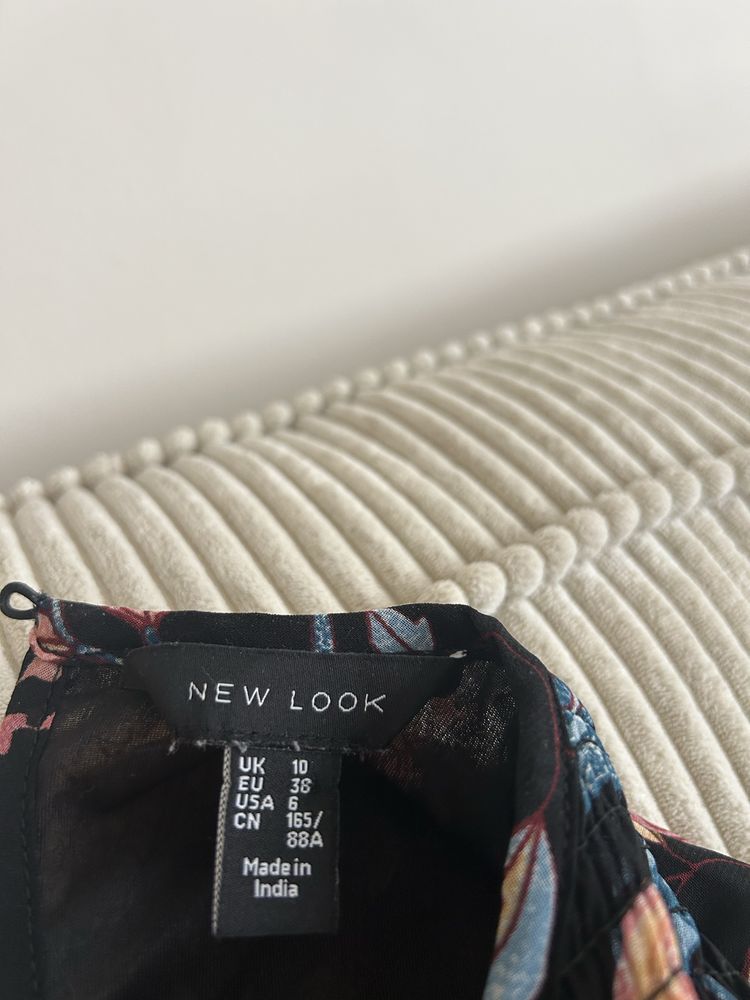 NEW LOOK
UK 10
EU 38
USA 6
CN 165/
88A
Made in
India